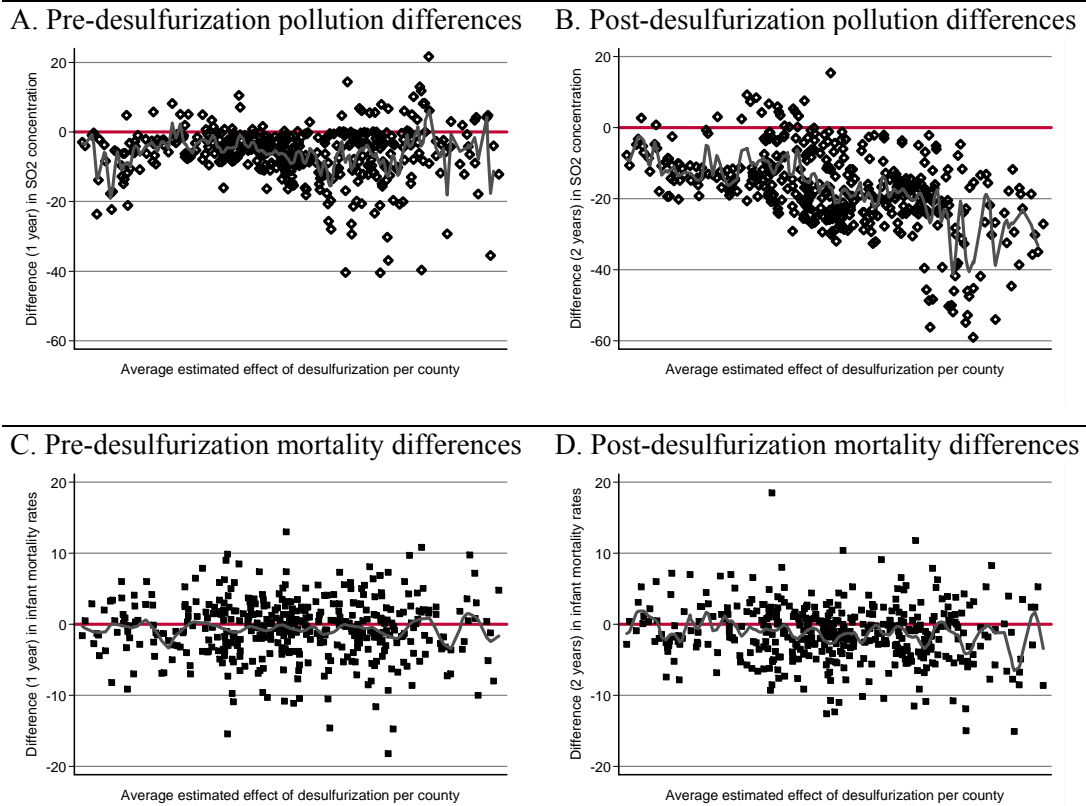 A. Pre-desulfurization pollution differences
Difference (1 year) in SO2 concentration
20
0
-20
-40
-60
Average estimated effect of desulfurization per county
B. Post-desulfurization pollution differences
Difference (2 years) in SO2 concentration
20
0
-20
-40
-60
Average estimated effect of desulfurization per county
C. Pre-desulfurization mortality differences
Difference (1 year) in infant mortality rates
20
10
0
-10
-20
Average estimated effect of desulfurization per county
D. Post-desulfurization mortality differences
Difference (2 years) in infant mortality rates
20
10
0
-10
-20
Average estimated effect of desulfurization per county